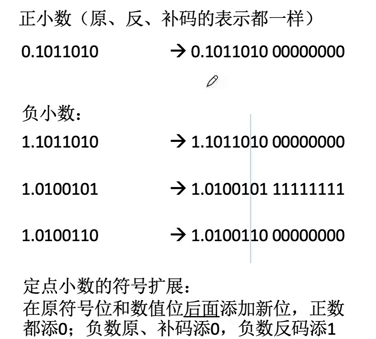 正小数（原、反、补码的表示都一样）
0.1011010 → 0.1011010 00000000
负小数：
1.1011010 → 1.1011010 00000000
1.0100101 → 1.0100101 11111111
1.0100110 → 1.0100110 00000000
定点小数的符号扩展：
在原符号位和数值位后面添加新位，正数
都添0；负数原、补码添0，负数反码添1